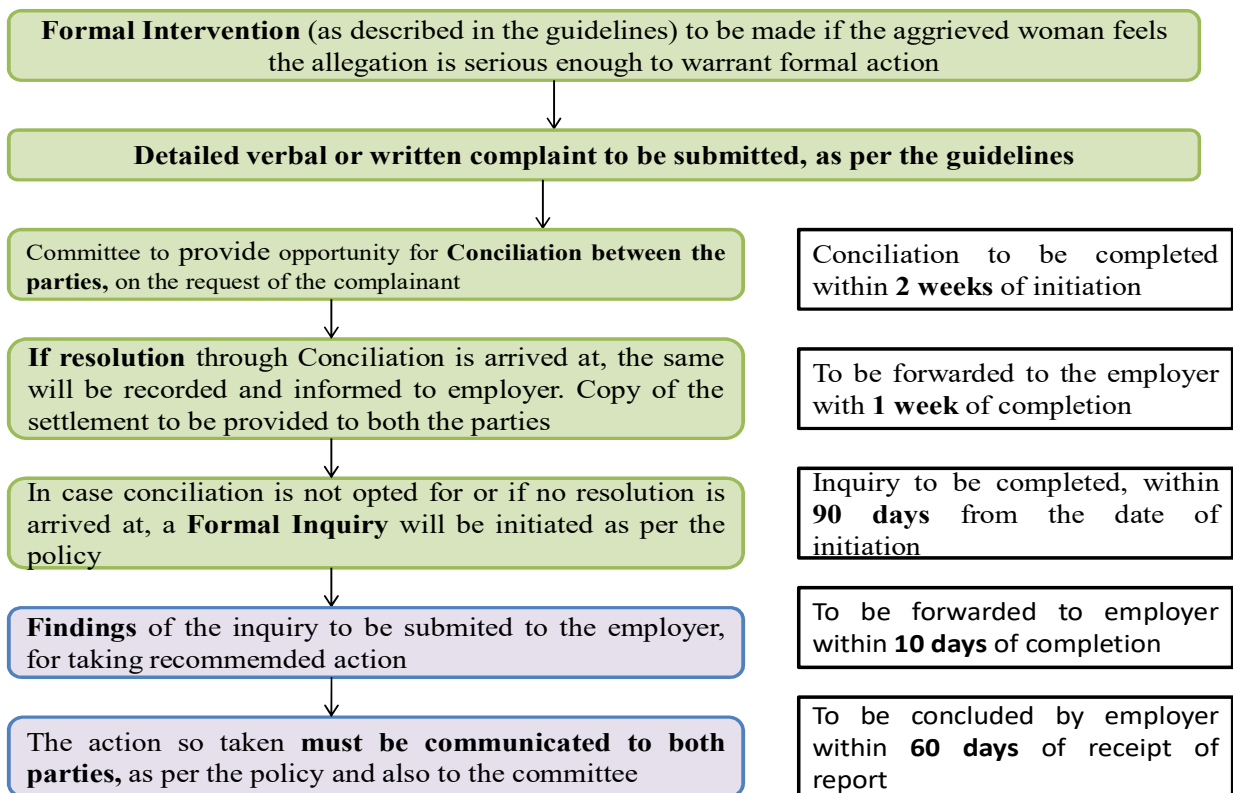 Formal Intervention (as described in the guidelines) to be made if the aggrieved woman feels
the allegation is serious enough to warrant formal action
Detailed verbal or written complaint to be submitted, as per the guidelines
Committee to provide opportunity for Conciliation between the
parties, on the request of the complainant
Conciliation to be completed
within 2 weeks of initiation
If resolution through Conciliation is arrived at, the same
will be recorded and informed to employer. Copy of the
settlement to be provided to both the parties
To be forwarded to the employer
with 1 week of completion
In case conciliation is not opted for or if no resolution is
arrived at, a Formal Inquiry will be initiated as per the
policy
Inquiry to be completed, within
90 days from the date of
initiation
Findings of the inquiry to be submited to the employer,
for taking recommemded action
To be forwarded to employer
within 10 days of completion
The action so taken must be communicated to both
parties, as per the policy and also to the committee
To be concluded by employer
within 60 days of receipt of
report